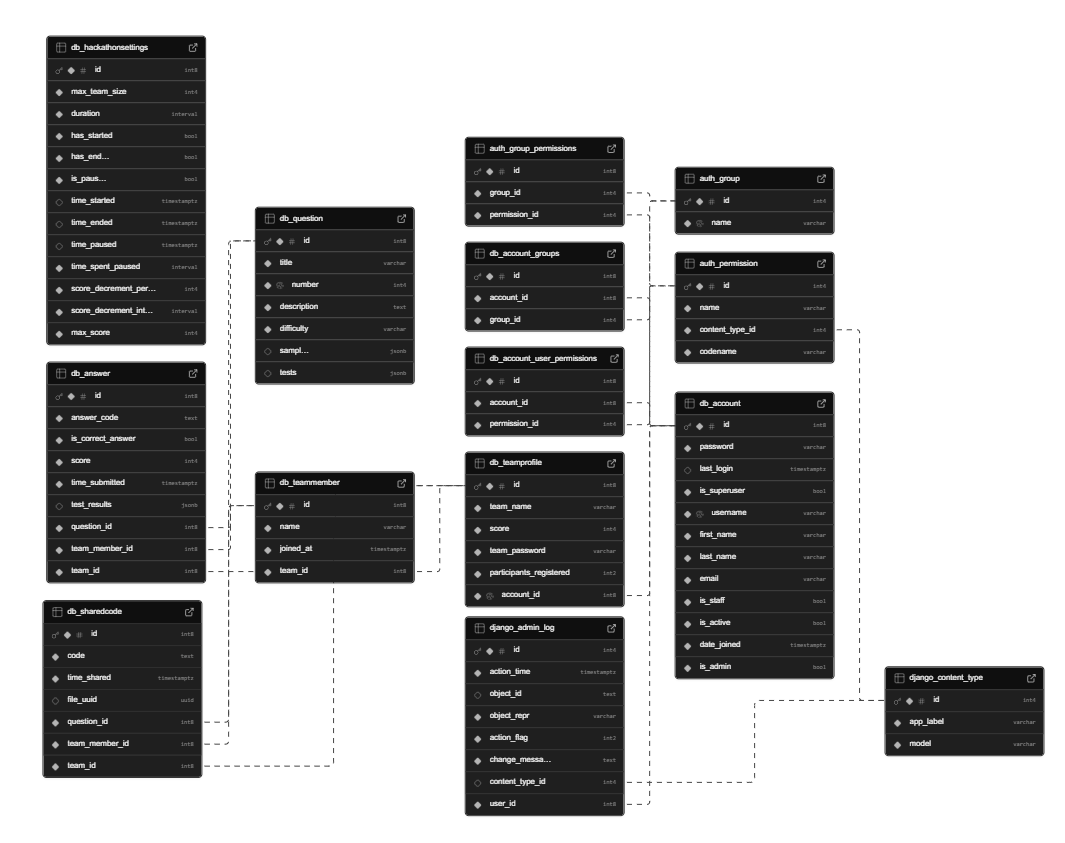 db_hackathonsettings
id int8
max_team_size int4
duration interval
has_started bool
has_end... bool
is_paus... bool
time_started timestamptz
time_ended timestamptz
time_paused timestamptz
time_spent_paused interval
score_decrement_per... int4
score_decrement_int... interval
max_score int4
db_answer
id int8
answer_code text
is_correct_answer bool
score int4
time_submitted timestamptz
test_results jsonb
question_id int8
team_member_id int8
team_id int8
db_sharedcode
id int8
code text
time_shared timestamptz
file_uuid uuid
question_id int8
team_member_id int8
team_id int8
db_question
id int8
title varchar
number int4
description text
difficulty varchar
sampl... jsonb
tests jsonb
db_teammember
id int8
name varchar
joined_at timestamptz
team_id int8
auth_group_permissions
id int8
group_id int4
permission_id int4
db_account_groups
id int8
account_id int8
group_id int4
db_account_user_permissions
id int8
account_id int8
permission_id int4
db_teamprofile
id int8
team_name varchar
score int4
team_password varchar
participants_registered int2
account_id int8
django_admin_log
id int4
action_time timestamptz
object_id text
object_repr varchar
action_flag int2
change_messa... text
content_type_id int4
user_id int8
auth_group
id int4
name varchar
auth_permission
id int4
name varchar
content_type_id int4
codename varchar
db_account
id int8
password varchar
last_login timestamptz
is_superuser bool
username varchar
first_name varchar
last_name varchar
email varchar
is_staff bool
is_active bool
date_joined timestamptz
is_admin bool
django_content_type
id int4
app_label varchar
model varchar